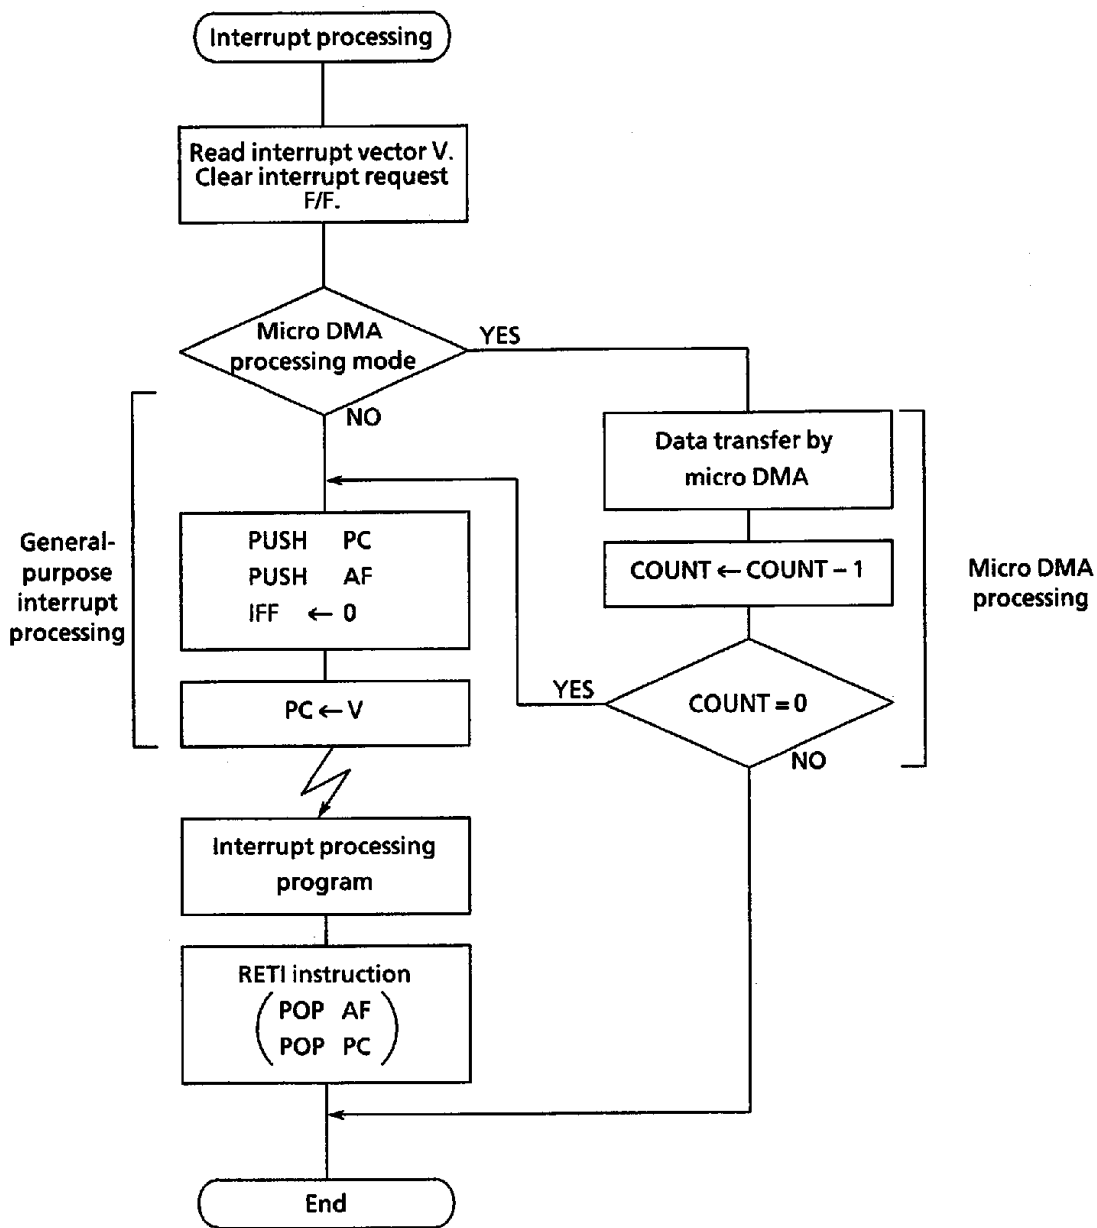 Interrupt processing
Read interrupt vector V.
Clear interrupt request
F/F.
Micro DMA
processing mode
YES
NO
Data transfer by
micro DMA
COUNT ← COUNT – 1
COUNT = 0
YES
NO
Micro DMA
processing
General-
purpose
interrupt
processing
PUSH PC
PUSH AF
IFF ← 0
PC ← V
Interrupt processing
program
RETI instruction
POP AF
POP PC
End